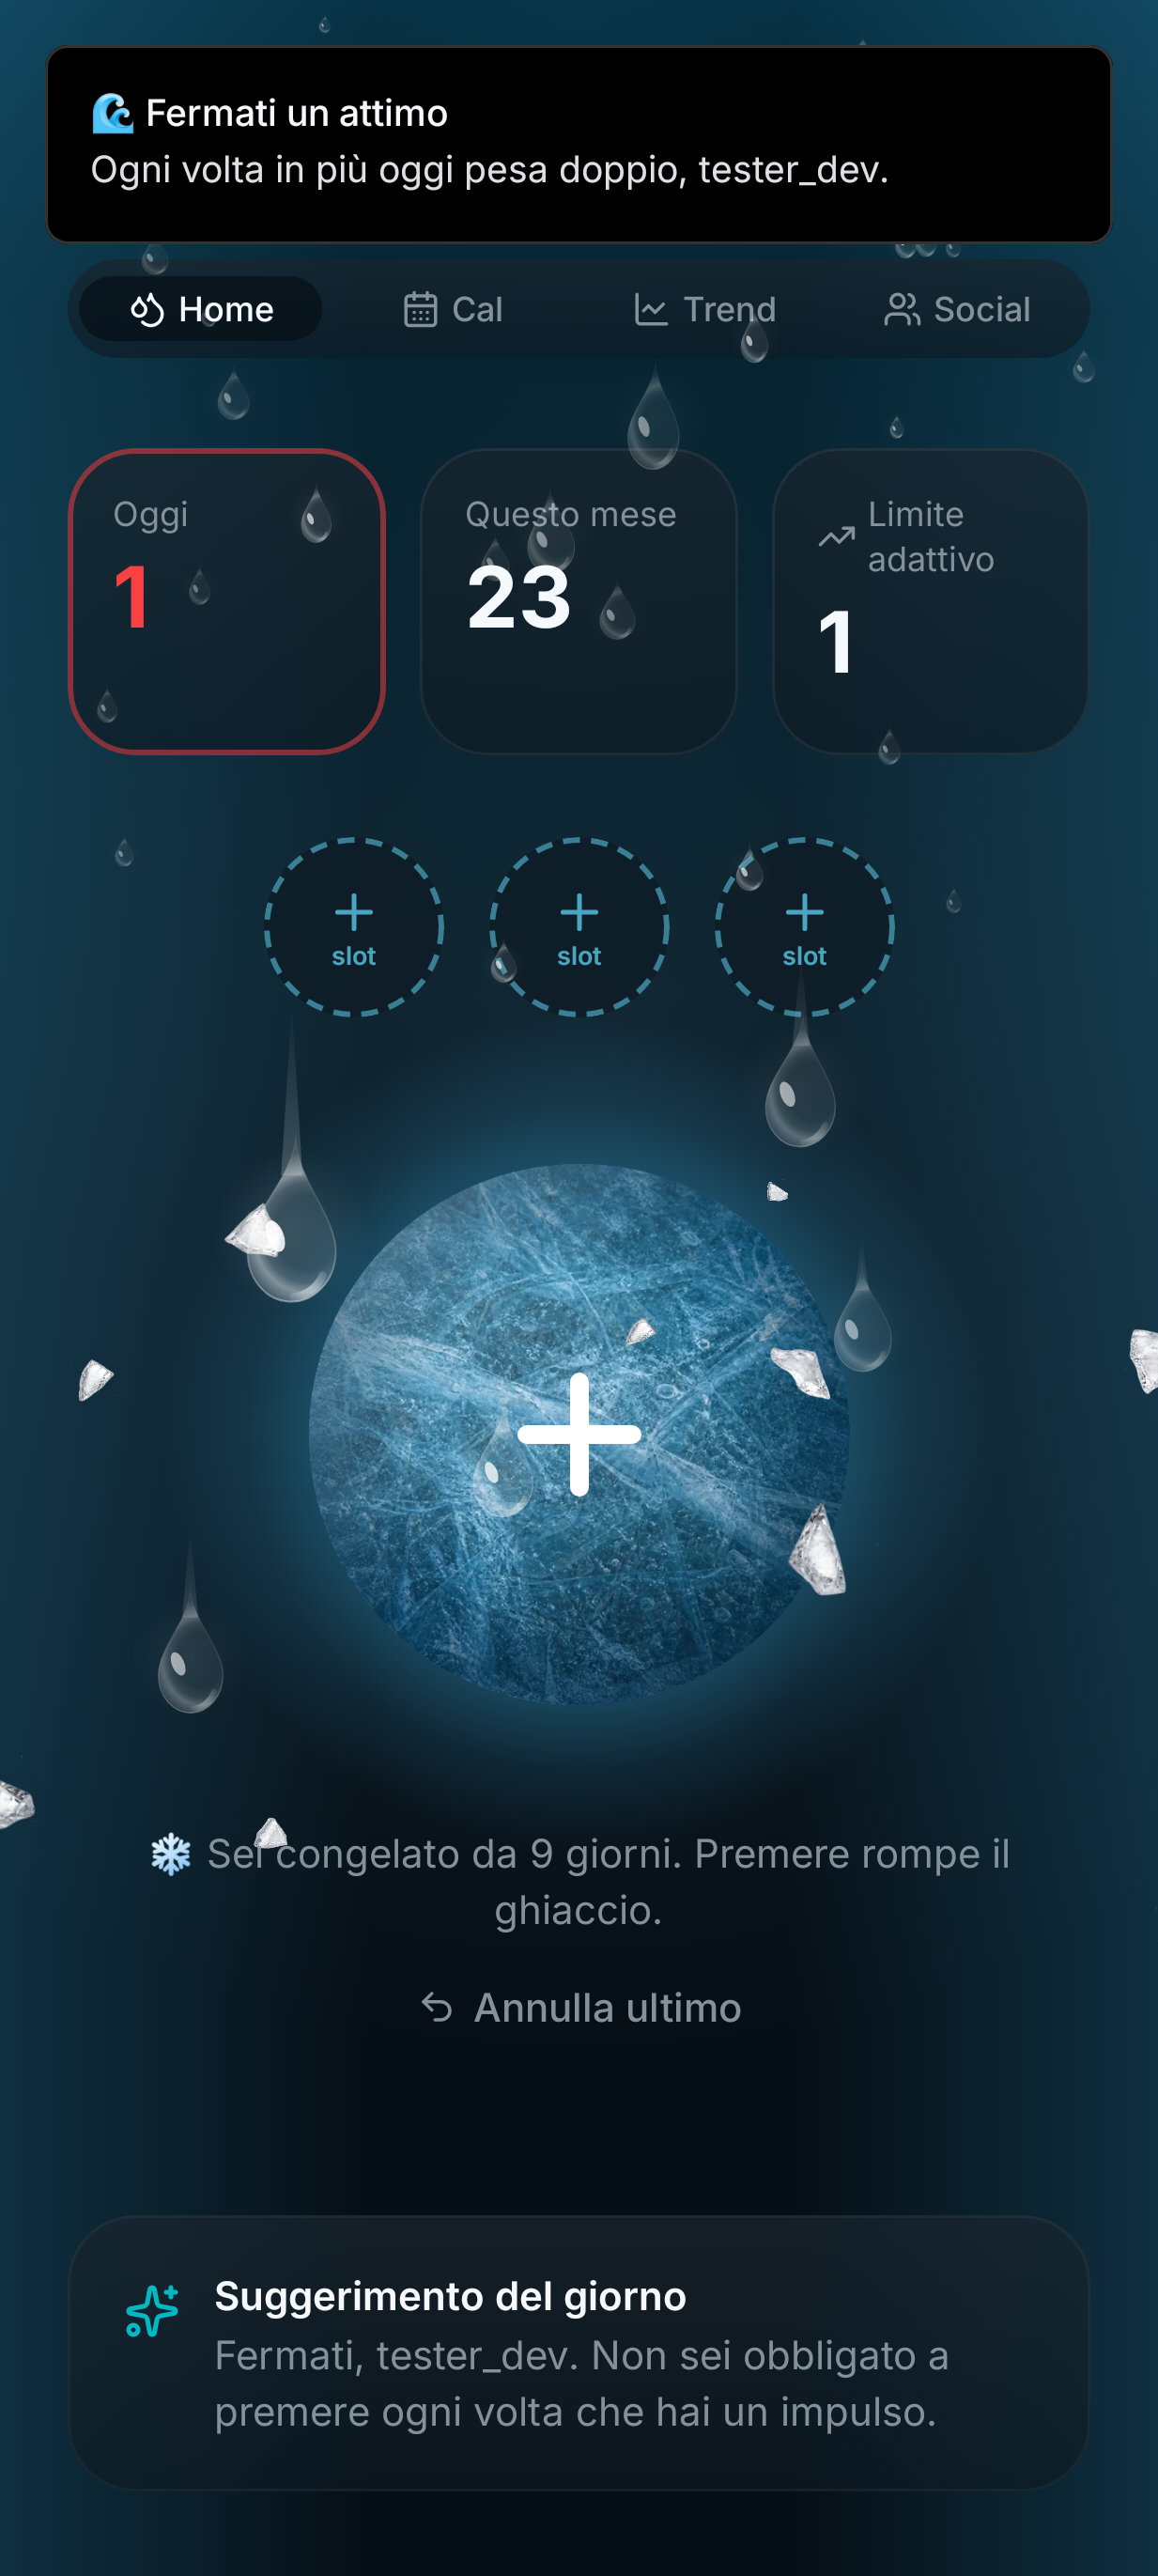 🌊 Fermati un attimo
Ogni volta in più oggi pesa doppio, tester_dev.
Home
Cal
Trend
Social
Oggi
1
Questo mese
23
Limite
adattivo
1
slot
slot
slot
❄️ Sei congelato da 9 giorni. Premere rompe il
ghiaccio.
Annulla ultimo
Suggerimento del giorno
Fermati, tester_dev. Non sei obbligato a
premere ogni volta che hai un impulso.